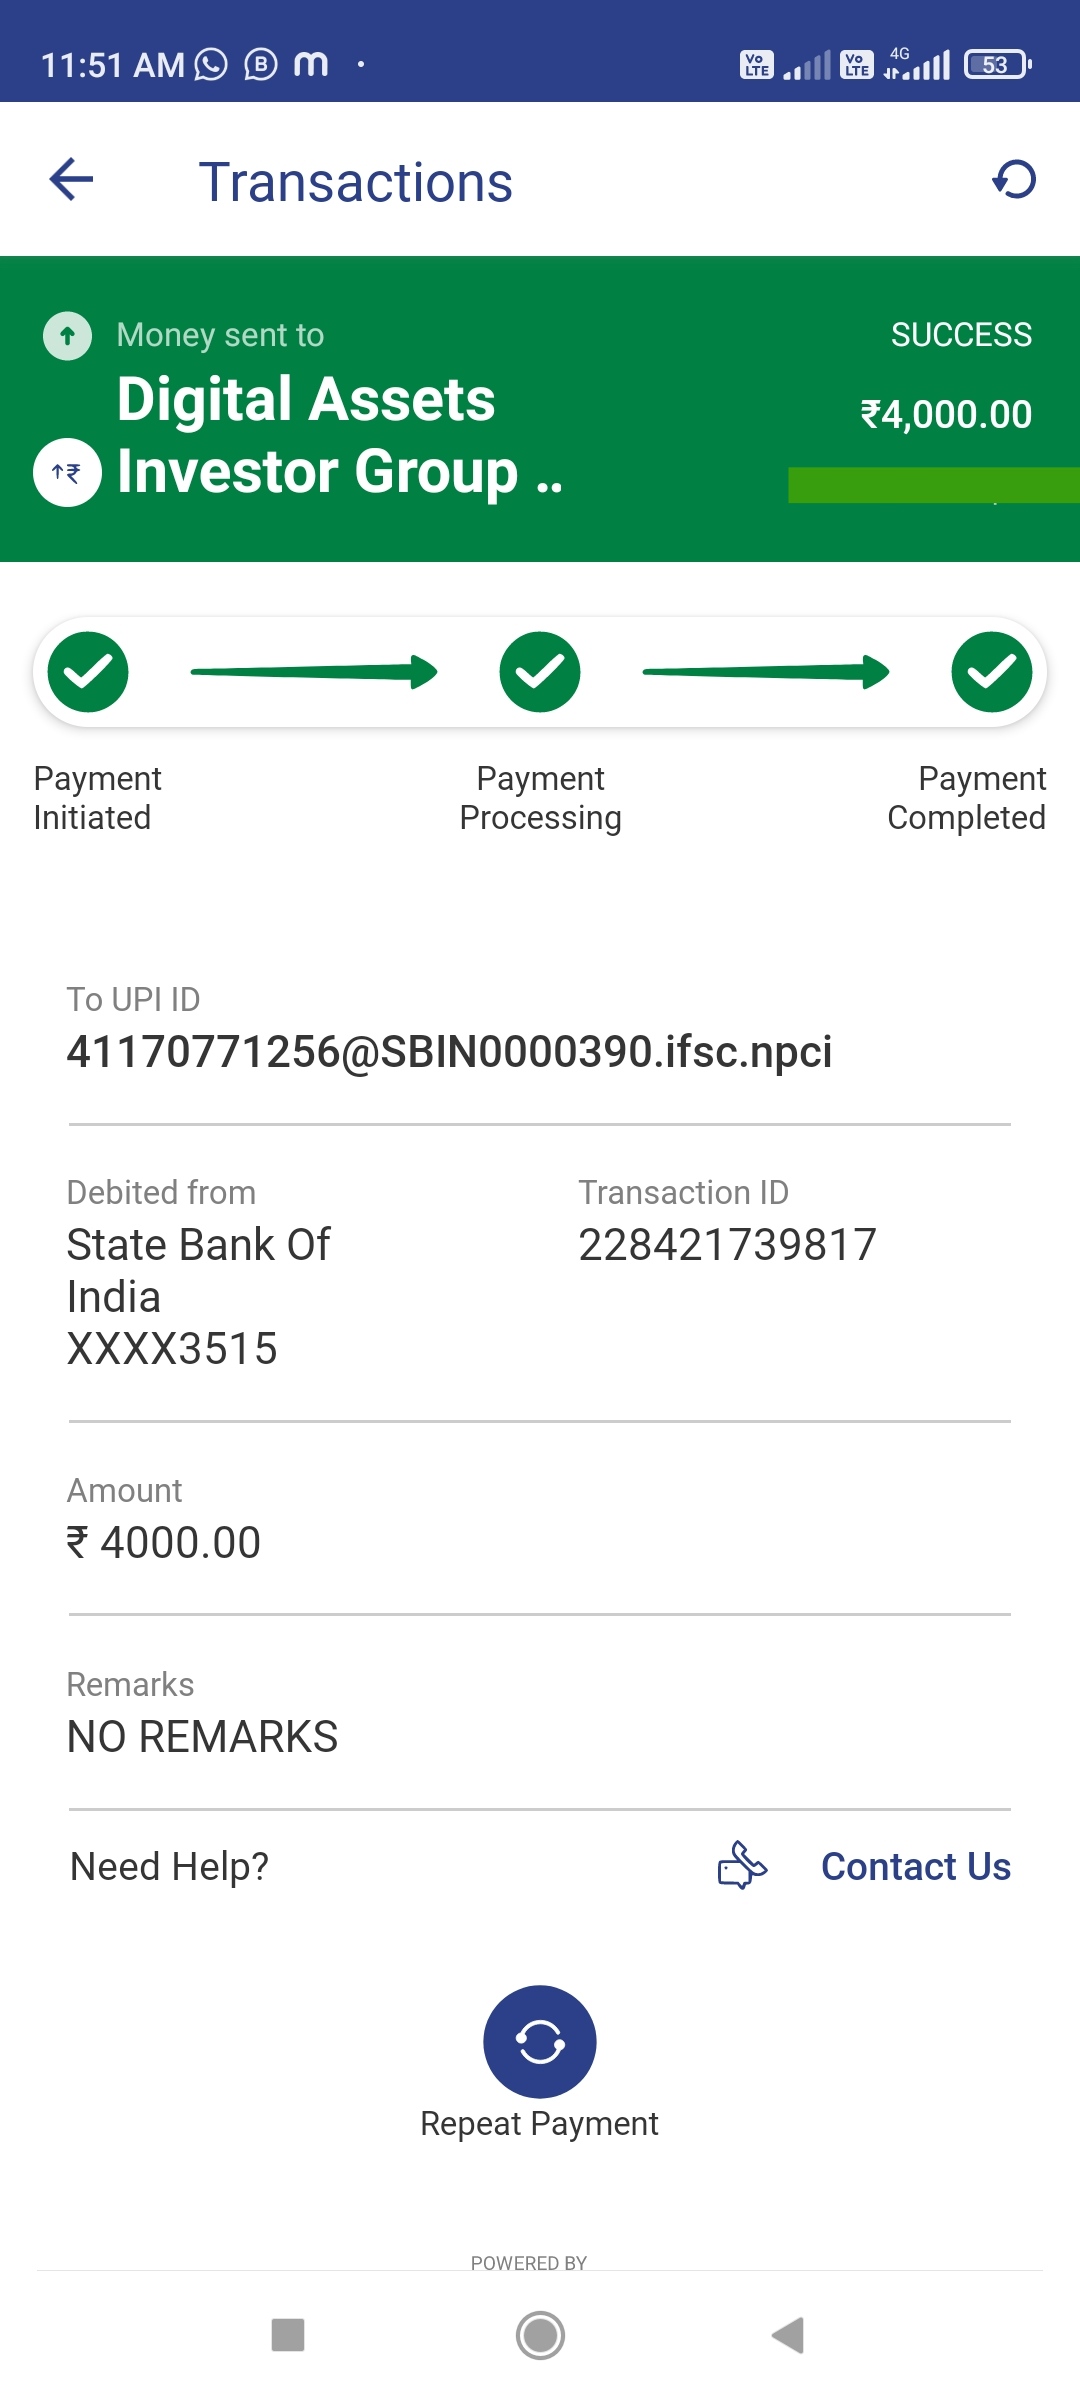 11:51 AM
4G
53
Transactions
Money sent to
SUCCESS
Digital Assets
Investor Group ..
₹4,000.00
Payment
Initiated
Payment
Processing
Payment
Completed
To UPI ID
41170771256@SBIN0000390.ifsc.npci
Debited from
State Bank Of
India
XXXX3515
Transaction ID
228421739817
Amount
₹ 4000.00
Remarks
NO REMARKS
Need Help?
Contact Us
Repeat Payment
POWERED BY